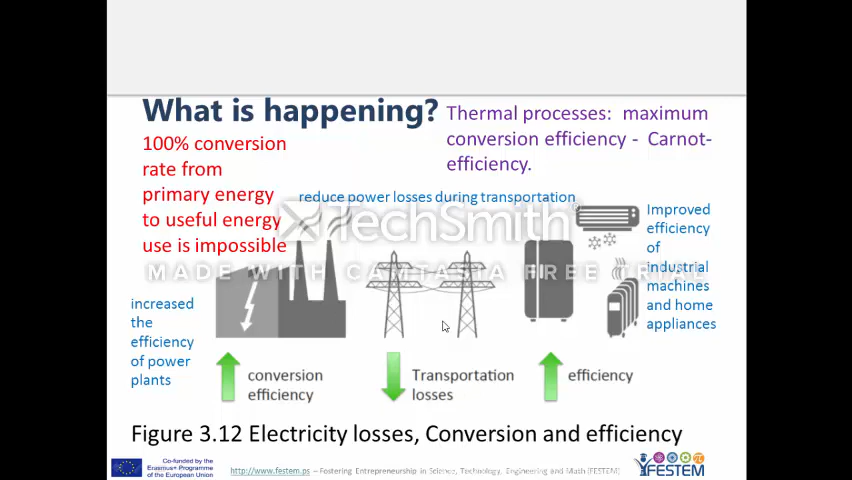 What is happening?
Thermal processes: maximum
conversion efficiency - Carnot-
efficiency.
100% conversion
rate from
primary energy
to useful energy
use is impossible
reduce power losses during transportation
TechSmith
MADE WITH CAMTASIA FREE TRIAL
Improved
efficiency
of
industrial
machines
and home
appliances
increased
the
efficiency
of power
plants
conversion
efficiency
Transportation
losses
efficiency
Figure 3.12 Electricity losses, Conversion and efficiency
Co-funded by the
Erasmus+ Programme
of the European Union
http://www.festem.ps – Fostering Entrepreneurship in Science, Technology, Engineering and Math (FESTEM)
FESTEM